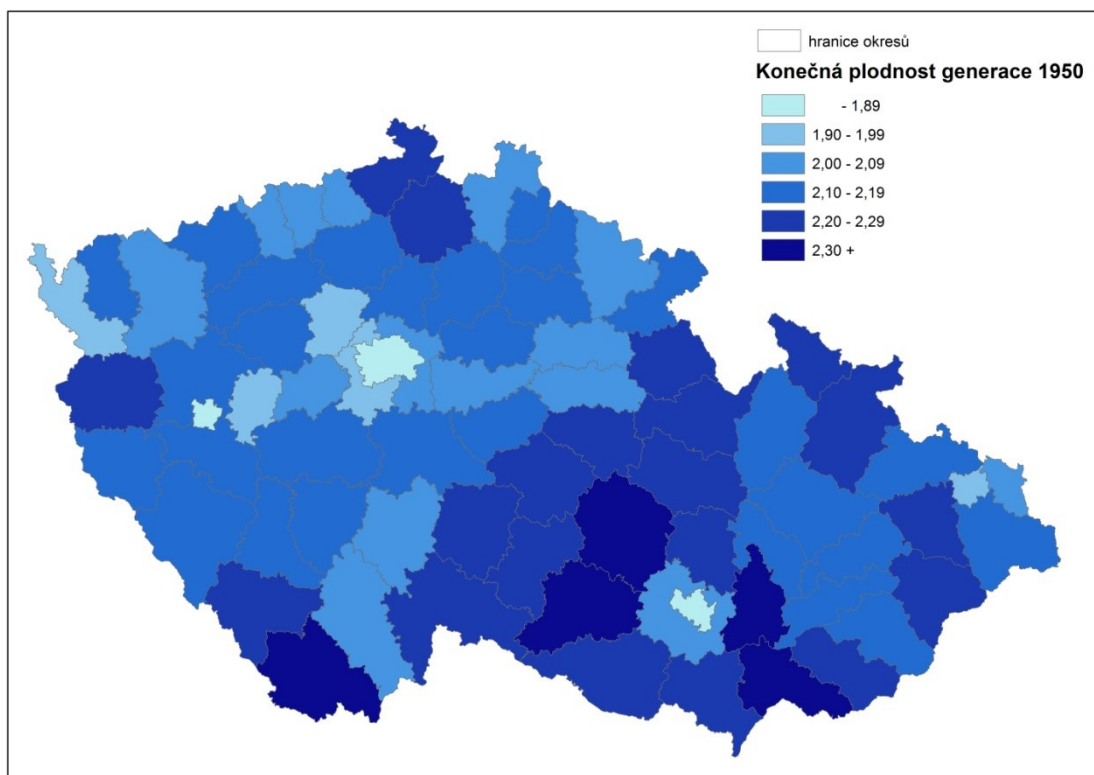 hranice okresů
Konečná plodnost generace 1950
- 1,89
1,90 - 1,99
2,00 - 2,09
2,10 - 2,19
2,20 - 2,29
2,30 +